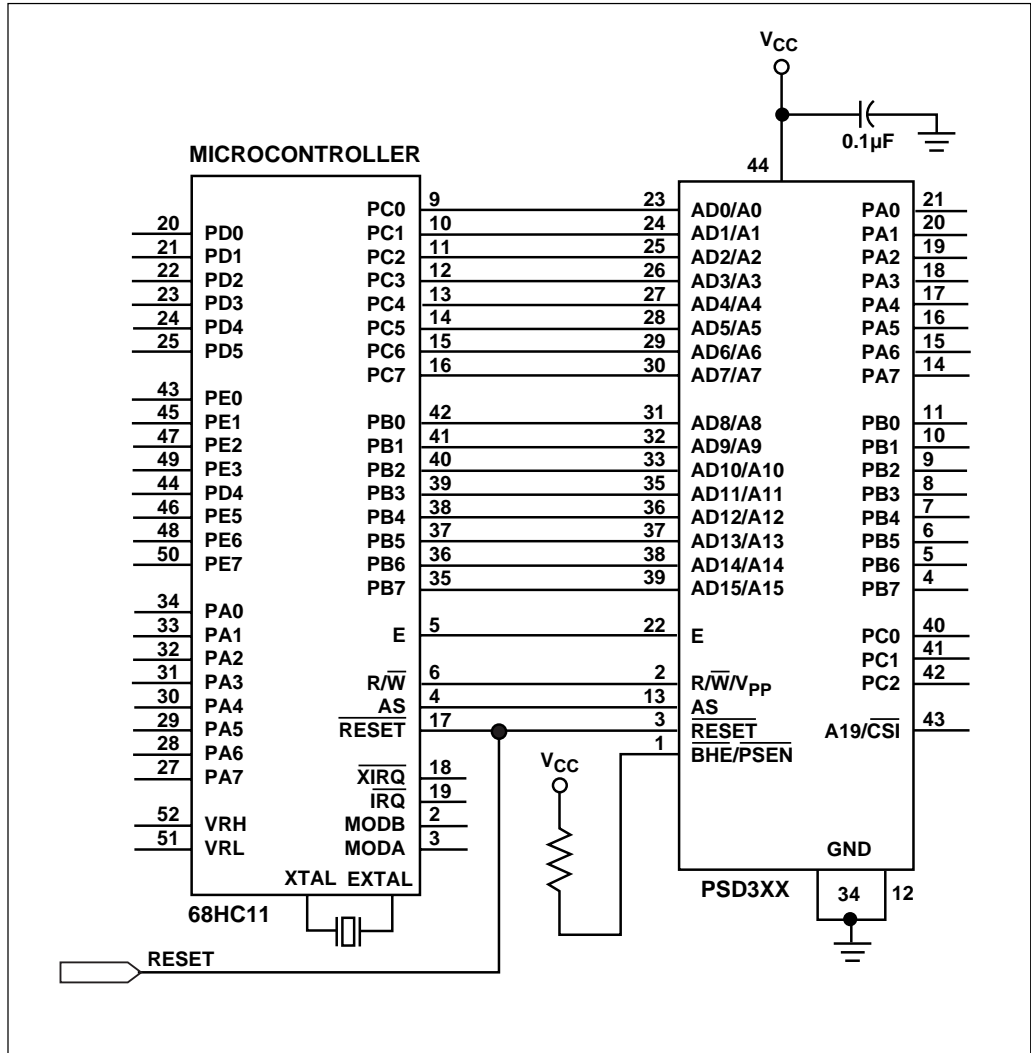 VCC
0.1µF
44
MICROCONTROLLER
68HC11
20 PD0
21 PD1
22 PD2
23 PD3
24 PD4
25 PD5
43 PE0
45 PE1
47 PE2
49 PE3
44 PD4
46 PE5
48 PE6
50 PE7
34 PA0
33 PA1
32 PA2
31 PA3
30 PA4
29 PA5
28 PA6
27 PA7
52 VRH
51 VRL
XTAL EXTAL
PC0 9 23 AD0/A0
PC1 10 24 AD1/A1
PC2 11 25 AD2/A2
PC3 12 26 AD3/A3
PC4 13 27 AD4/A4
PC5 14 28 AD5/A5
PC6 15 29 AD6/A6
PC7 16 30 AD7/A7
PB0 42 31 AD8/A8
PB1 41 32 AD9/A9
PB2 40 33 AD10/A10
PB3 39 35 AD11/A11
PB4 38 36 AD12/A12
PB5 37 37 AD13/A13
PB6 36 38 AD14/A14
PB7 35 39 AD15/A15
E 5 22 E
R/W̅ 6 2 R/W̅/VPP
AS 4 13 AS
R̅E̅S̅E̅T̅ 17 3 R̅E̅S̅E̅T̅
1 B̅H̅E̅/P̅S̅E̅N̅
X̅I̅R̅Q̅ 18
I̅R̅Q̅ 19
MODB 2
MODA 3
VCC
PA0 21
PA1 20
PA2 19
PA3 18
PA4 17
PA5 16
PA6 15
PA7 14
PB0 11
PB1 10
PB2 9
PB3 8
PB4 7
PB5 6
PB6 5
PB7 4
PC0 40
PC1 41
PC2 42
A19/C̅S̅I̅ 43
GND
34 12
PSD3XX
RESET